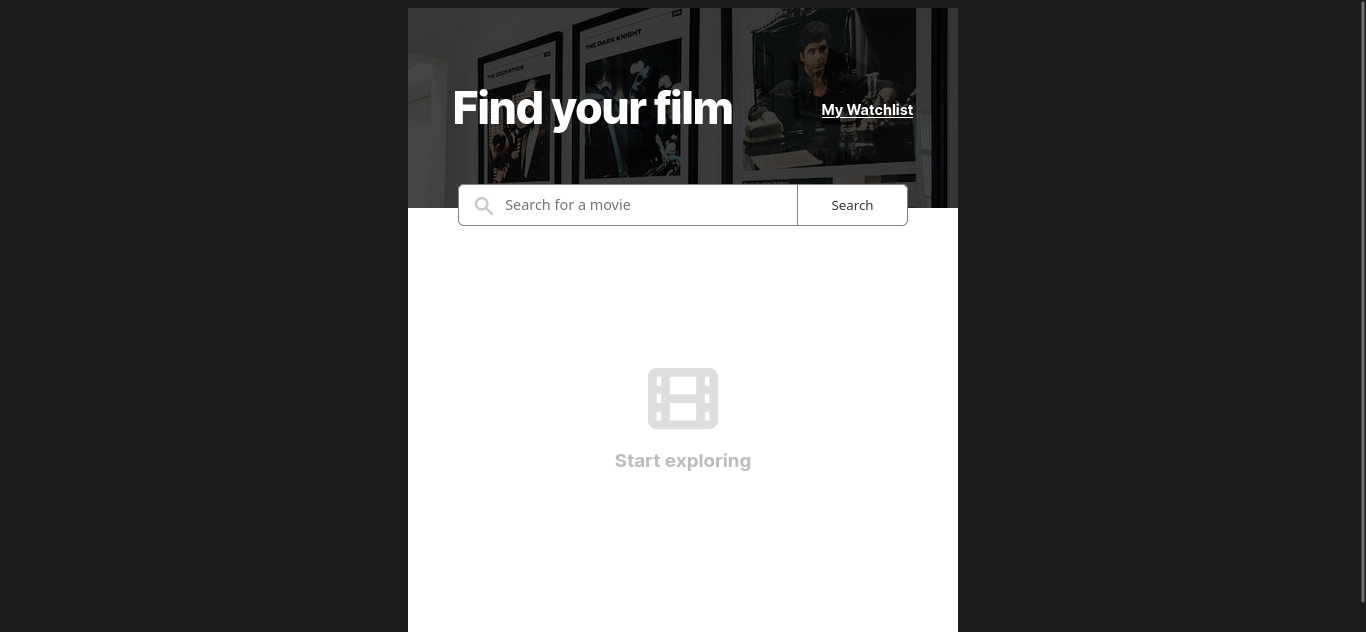 THE GODFATHER
THE DARK KNIGHT
Find your film
My Watchlist
Search for a movie
Search
Start exploring